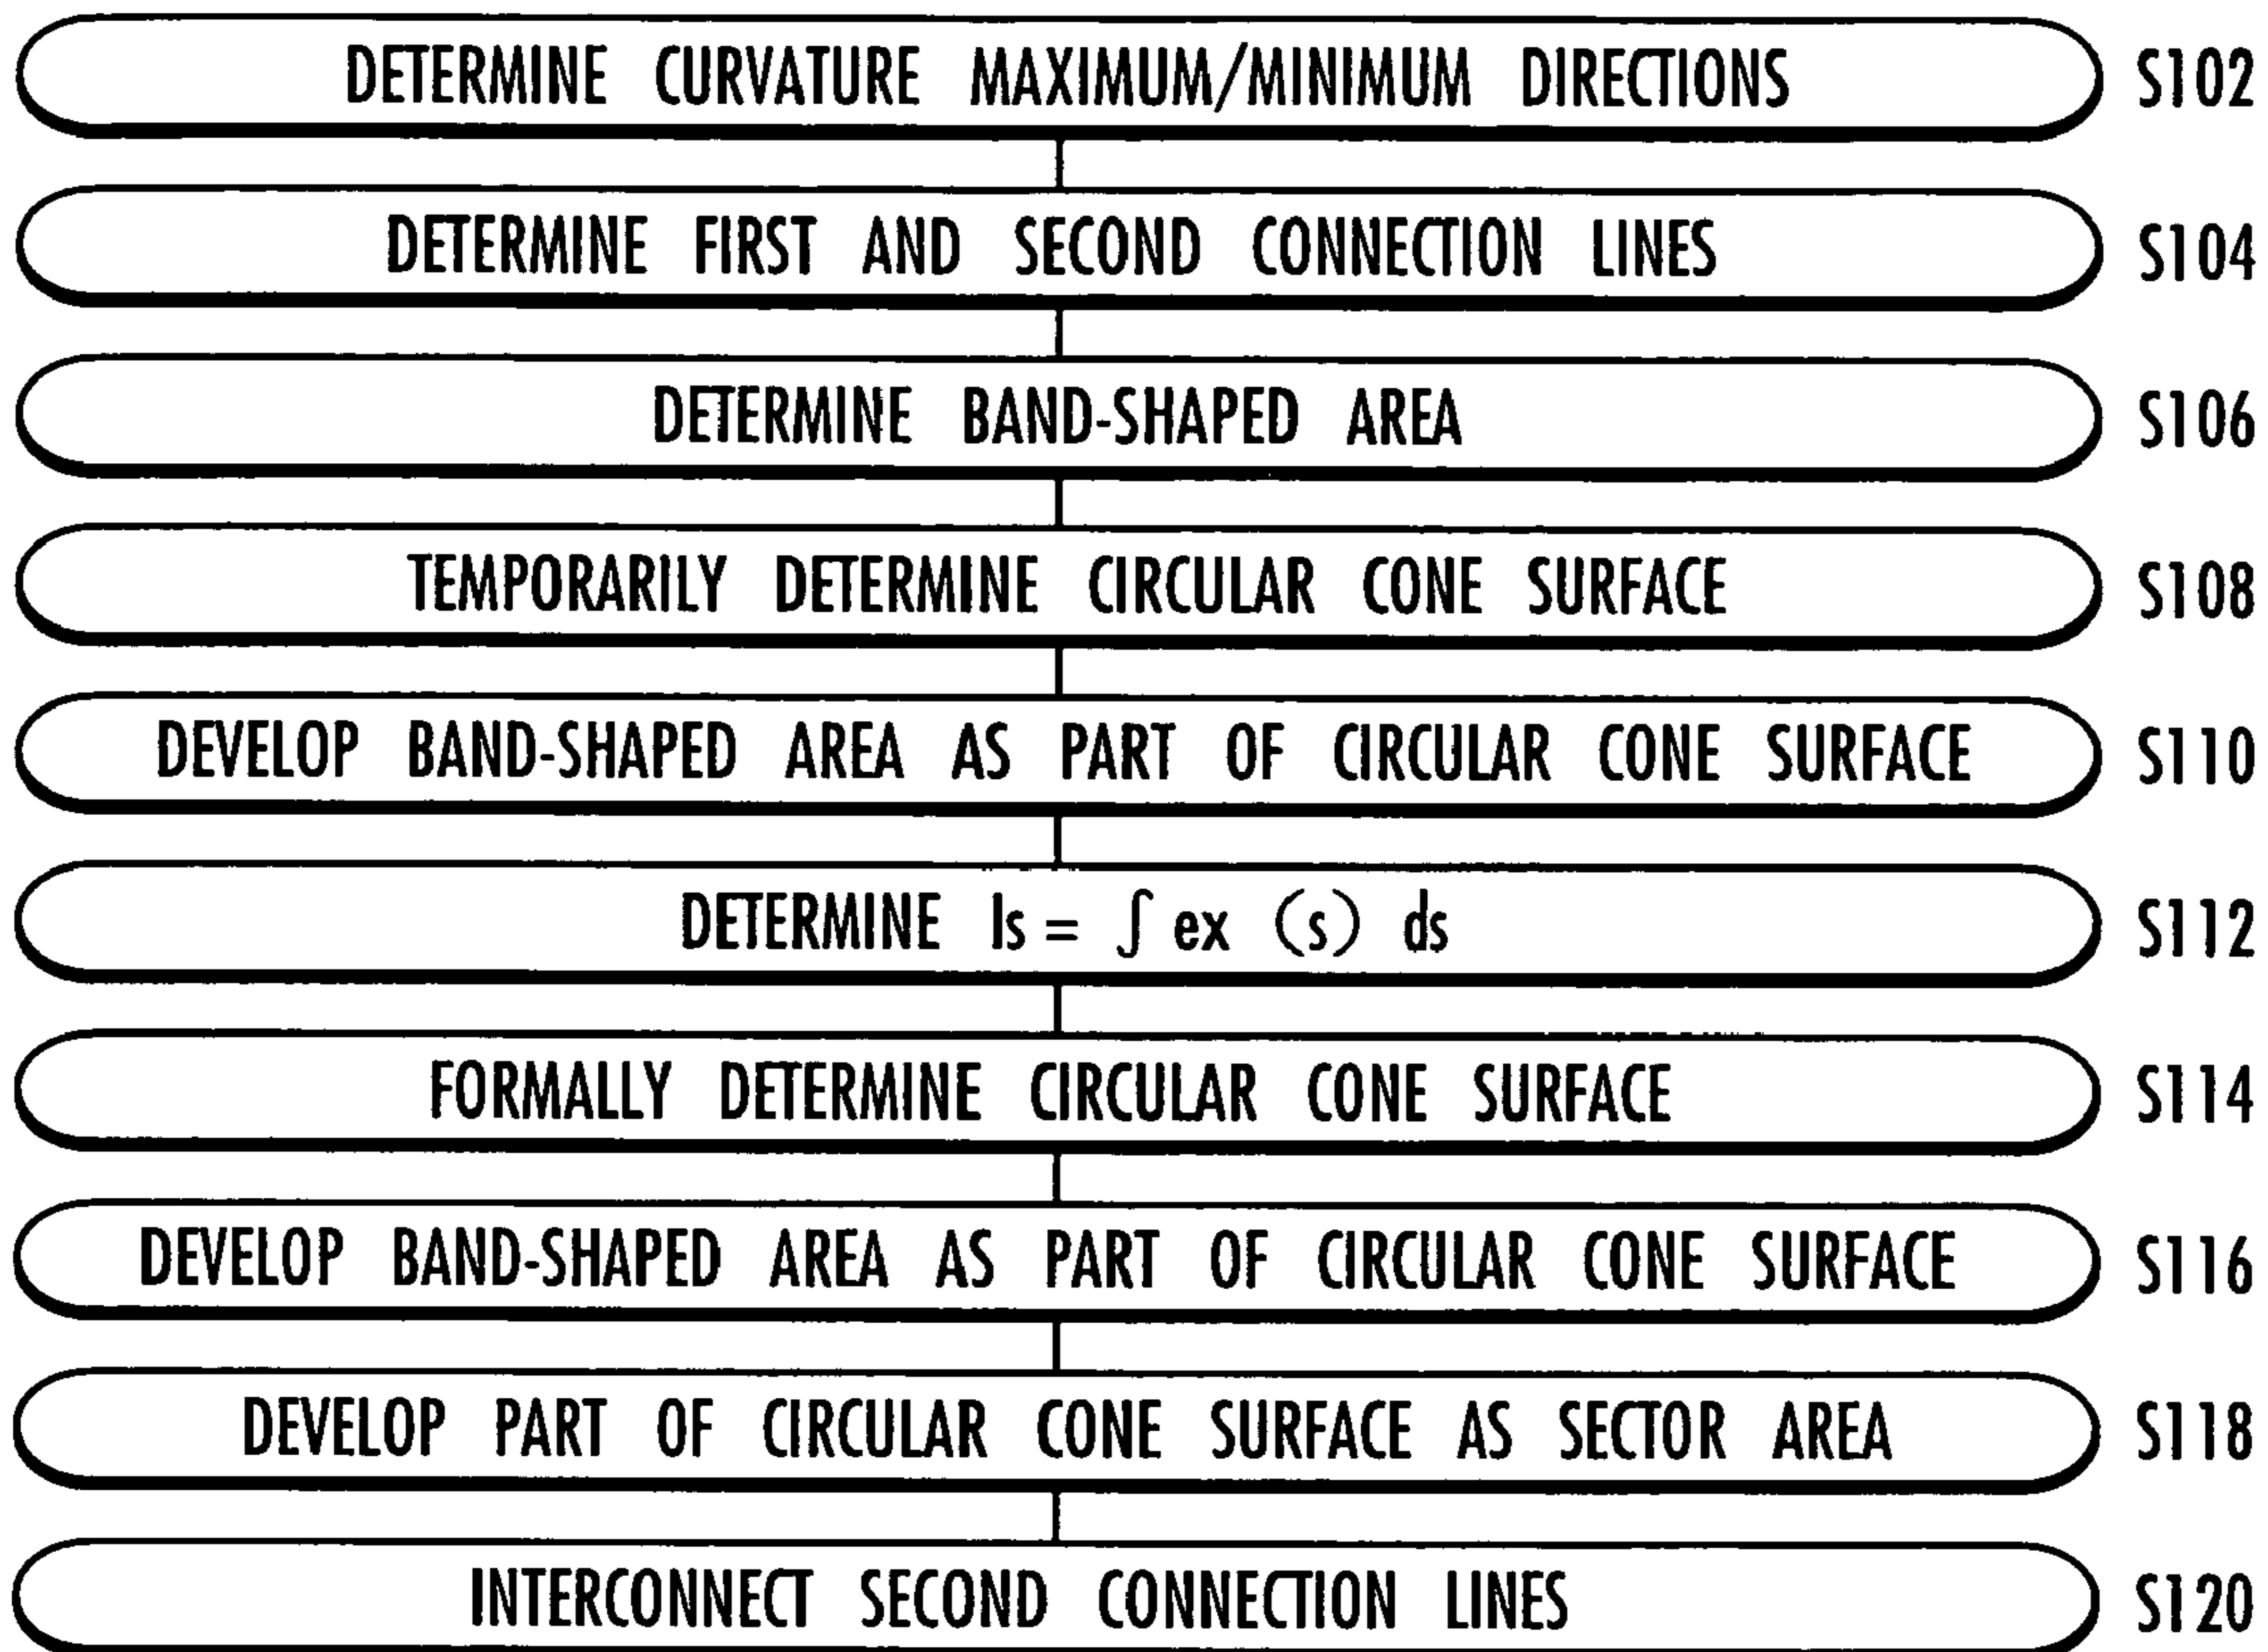 DETERMINE CURVATURE MAXIMUM/MINIMUM DIRECTIONS S102
DETERMINE FIRST AND SECOND CONNECTION LINES S104
DETERMINE BAND-SHAPED AREA S106
TEMPORARILY DETERMINE CIRCULAR CONE SURFACE S108
DEVELOP BAND-SHAPED AREA AS PART OF CIRCULAR CONE SURFACE S110
DETERMINE Is = ∫ ex (s) ds S112
FORMALLY DETERMINE CIRCULAR CONE SURFACE S114
DEVELOP BAND-SHAPED AREA AS PART OF CIRCULAR CONE SURFACE S116
DEVELOP PART OF CIRCULAR CONE SURFACE AS SECTOR AREA S118
INTERCONNECT SECOND CONNECTION LINES S120